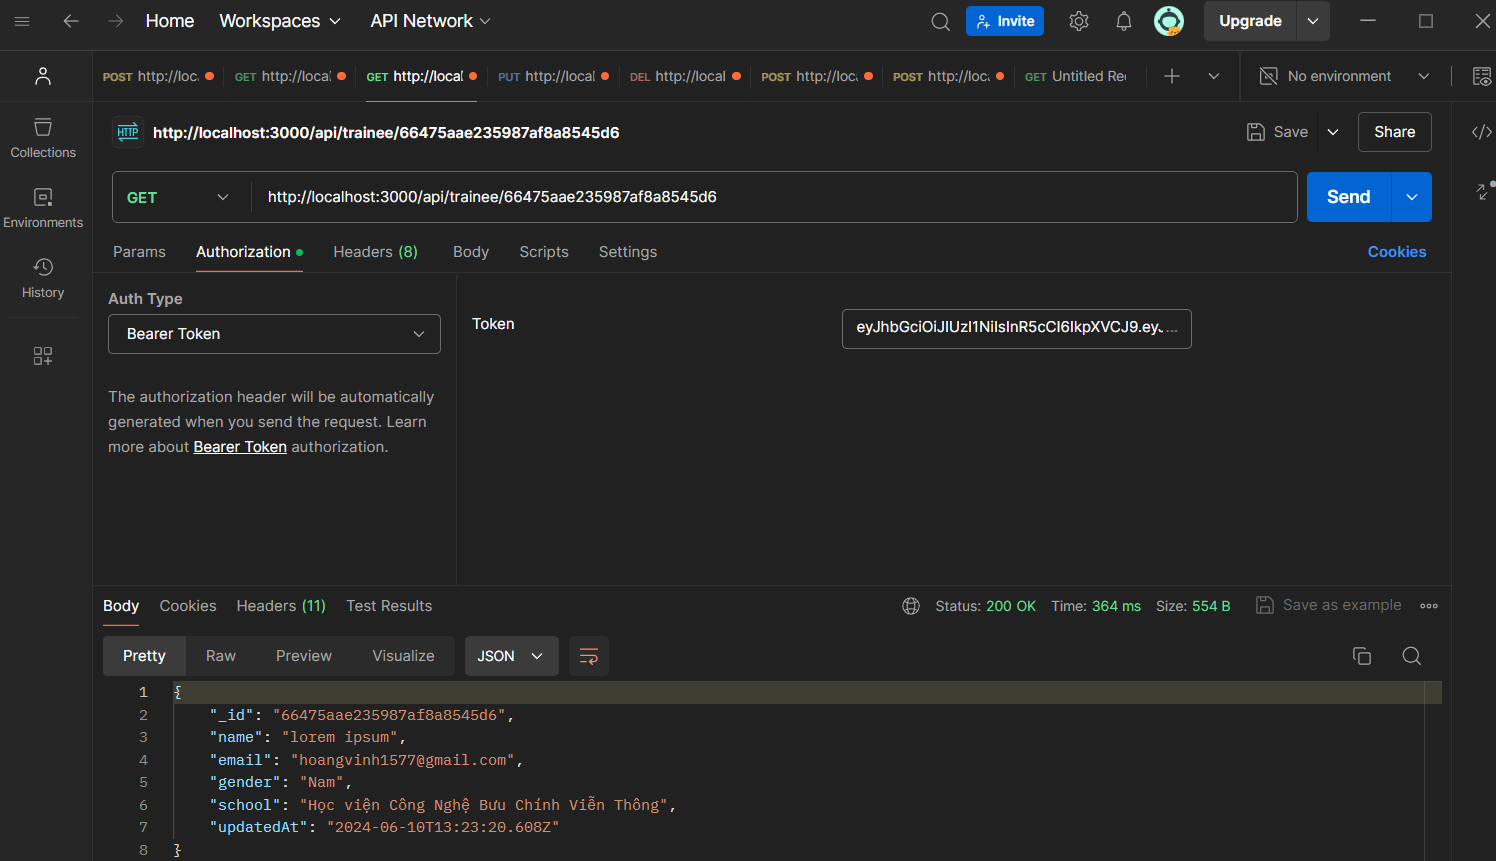 Home Workspaces API Network Invite Upgrade
POST http://loc. GET http://local GET http://local PUT http://local DEL http://local POST http://loc. POST http://loc. GET Untitled Re No environment
HTTP http://localhost:3000/api/trainee/66475aae235987af8a8545d6 Save Share
Collections
GET http://localhost:3000/api/trainee/66475aae235987af8a8545d6 Send
Environments
Params Authorization Headers (8) Body Scripts Settings Cookies
History
Auth Type
Token
Bearer Token
The authorization header will be automatically
generated when you send the request. Learn
more about Bearer Token authorization.
Body Cookies Headers (11) Test Results Status: 200 OK Time: 364 ms Size: 554 B Save as example
Pretty Raw Preview Visualize JSON
1 {
2 "_id": "66475aae235987af8a8545d6",
3 "name": "lorem ipsum",
4 "email": "hoangvinh1577@gmail.com",
5 "gender": "Nam",
6 "school": "Học viện Công Nghệ Bưu Chính Viễn Thông",
7 "updatedAt": "2024-06-10T13:23:20.608Z"
8 }